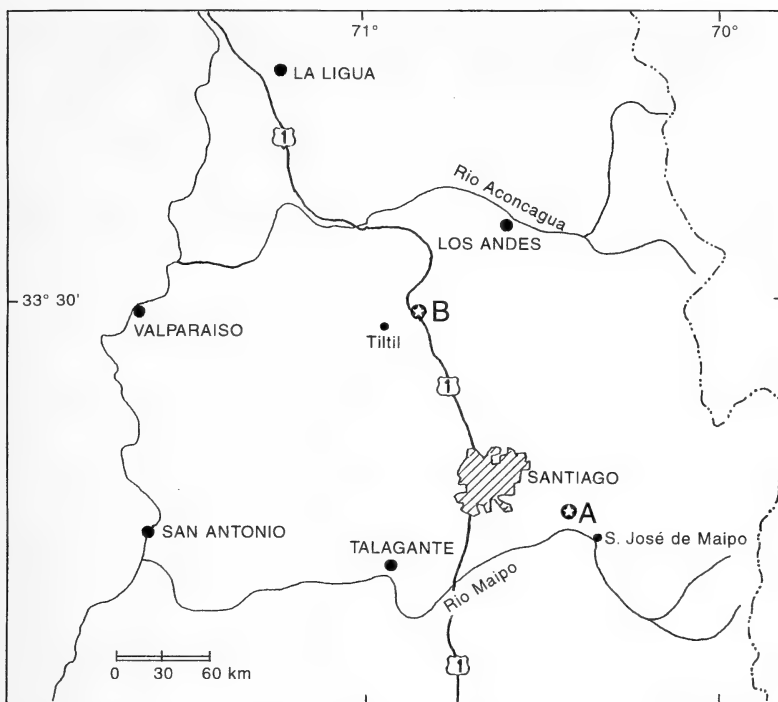 71°
70°
LA LIGUA
1
Rio Aconcagua
LOS ANDES
33° 30'
B
VALPARAISO
Tiltil
1
SANTIAGO
A
SAN ANTONIO
S. José de Maipo
TALAGANTE
Rio Maipo
0 30 60 km
1